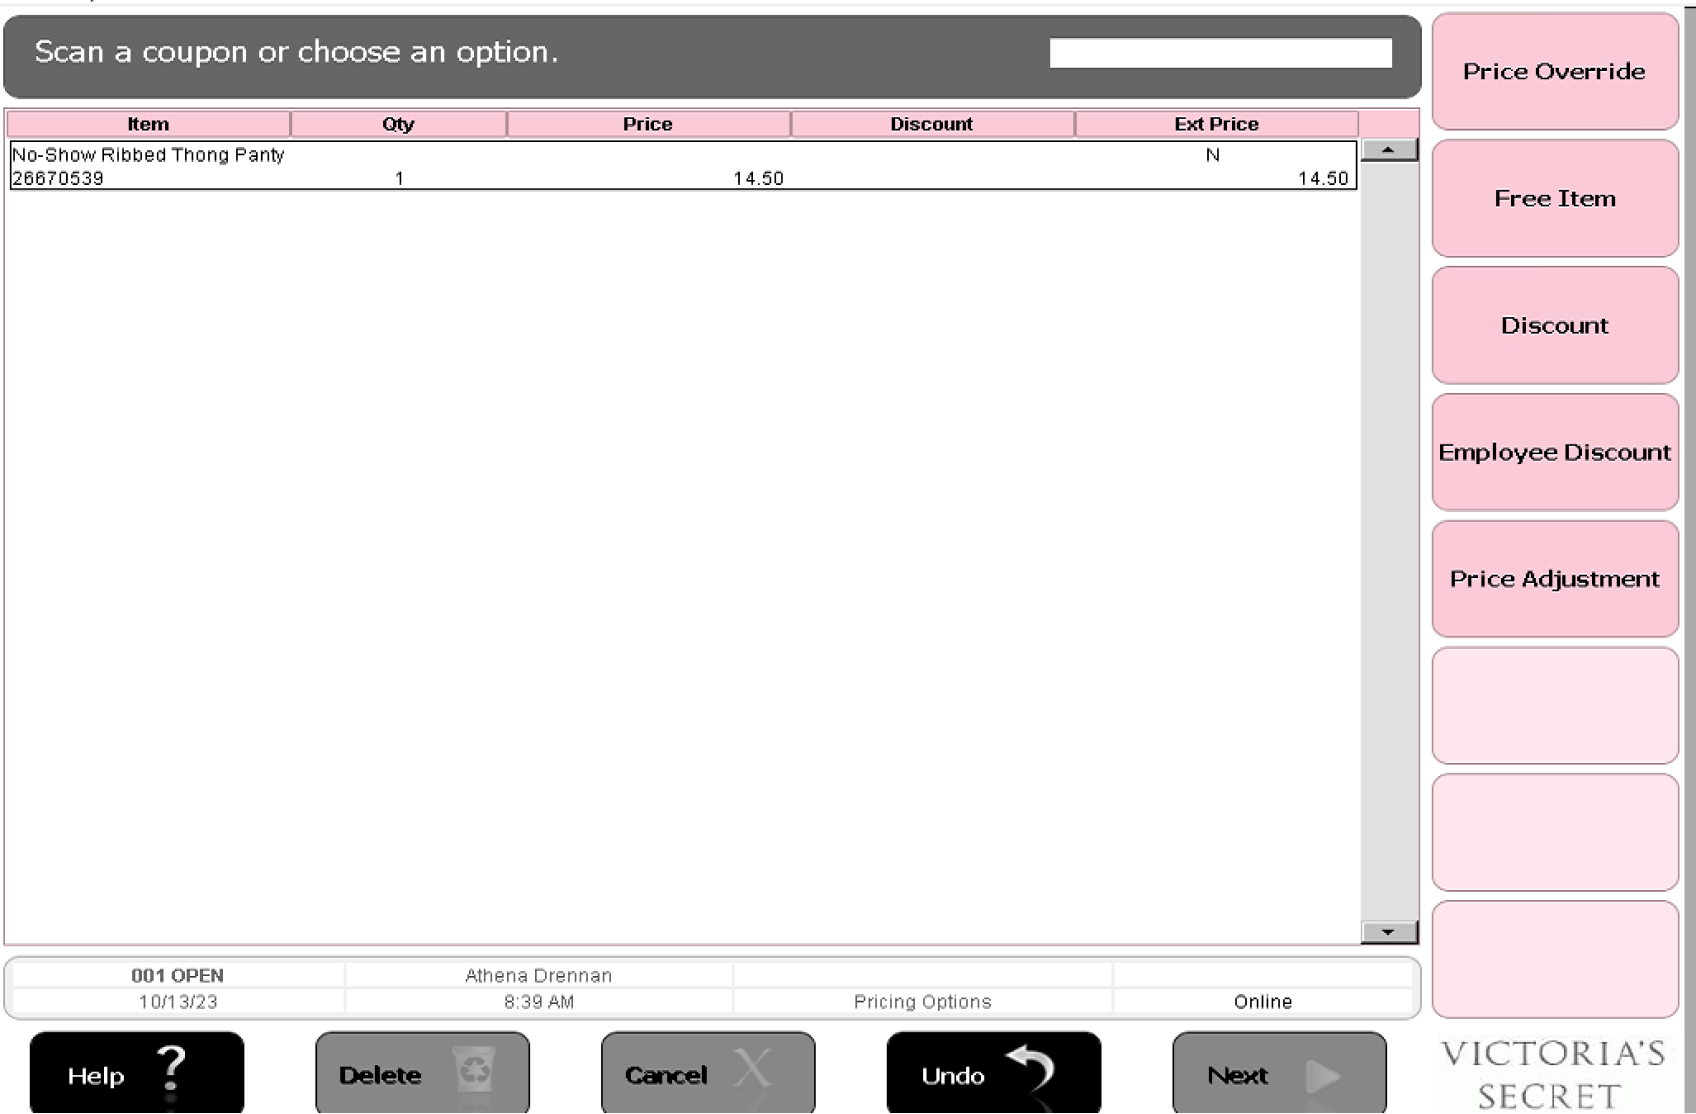 Scan a coupon or choose an option.
Item Qty Price Discount Ext Price
No-Show Ribbed Thong Panty N
26670539 1 14.50 14.50
Price Override
Free Item
Discount
Employee Discount
Price Adjustment
001 OPEN Athena Drennan
10/13/23 8:39 AM Pricing Options Online
Help ? Delete Cancel X Undo Next
VICTORIA'S
SECRET